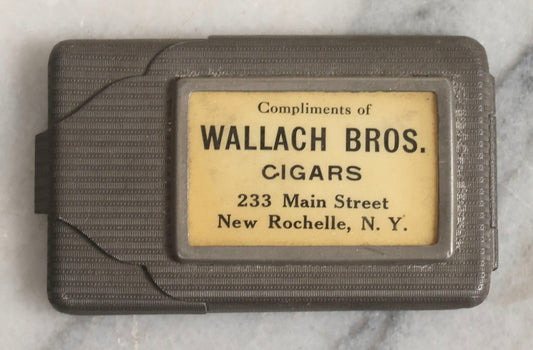 Compliments of
WALLACH BROS.
CIGARS
233 Main Street
New Rochelle, N. Y.